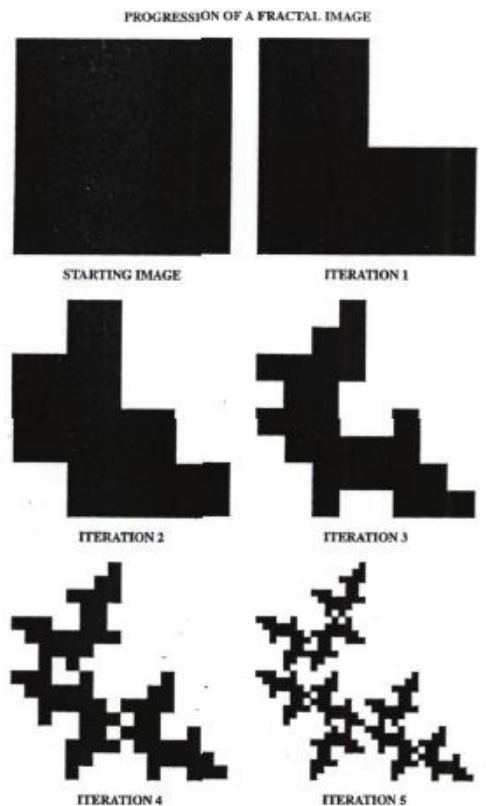 PROGRESSION OF A FRACTAL IMAGE
STARTING IMAGE
ITERATION 1
ITERATION 2
ITERATION 3
ITERATION 4
ITERATION 5